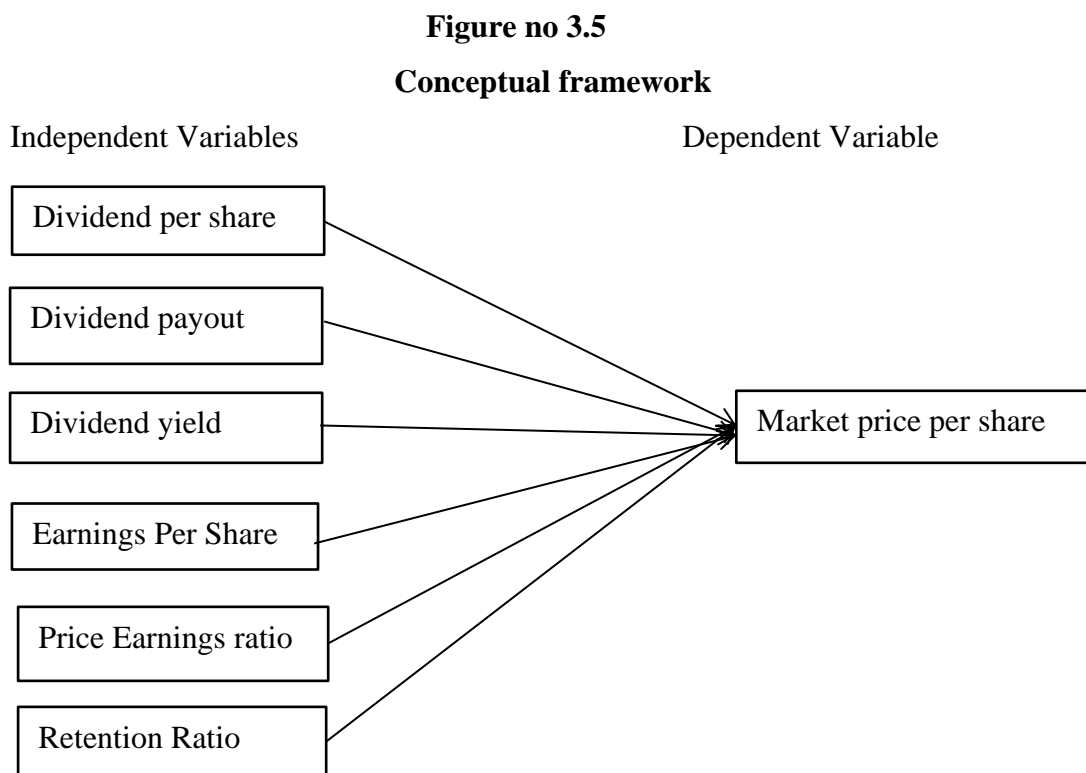 Figure no 3.5
Conceptual framework
Independent Variables
Dependent Variable
Dividend per share
Dividend payout
Dividend yield
Earnings Per Share
Price Earnings ratio
Retention Ratio
Market price per share